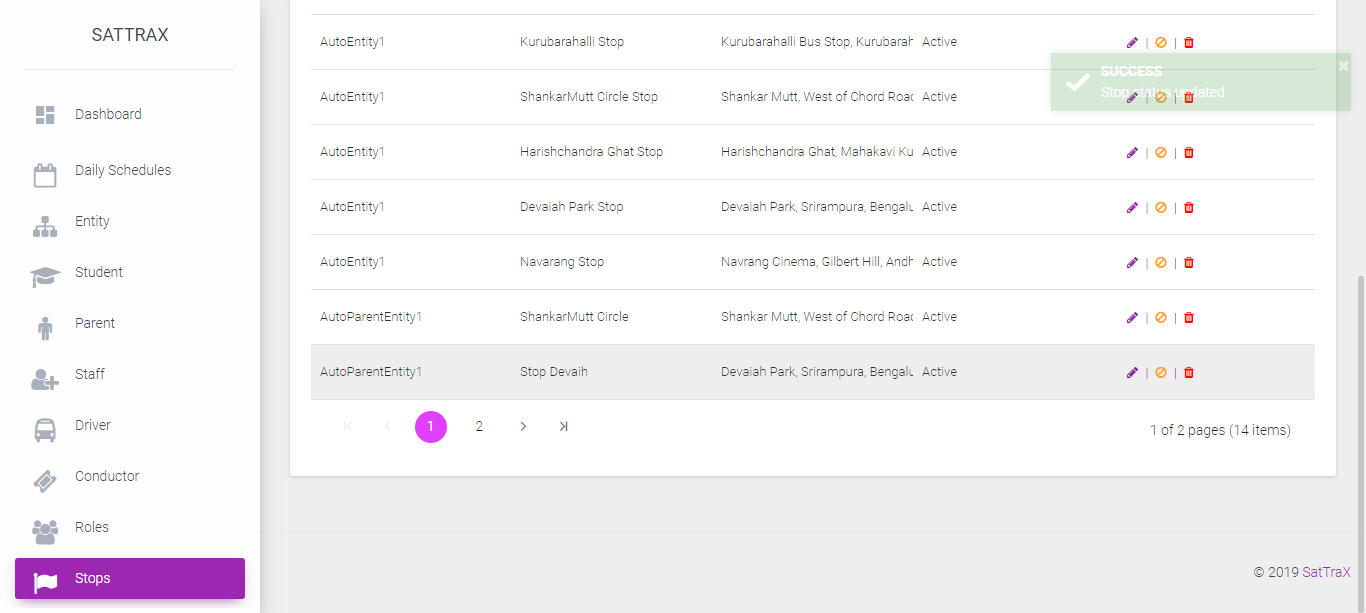 SATTRAX
Dashboard
Daily Schedules
Entity
Student
Parent
Staff
Driver
Conductor
Roles
Stops
AutoEntity1 Kurubarahalli Stop Kurubarahalli Bus Stop, Kurubarah Active | |
SUCCESS
Stop status updated
AutoEntity1 ShankarMutt Circle Stop Shankar Mutt, West of Chord Road Active | |
AutoEntity1 Harishchandra Ghat Stop Harishchandra Ghat, Mahakavi Ku Active | |
AutoEntity1 Devaiah Park Stop Devaiah Park, Srirampura, Bengalu Active | |
AutoEntity1 Navarang Stop Navrang Cinema, Gilbert Hill, Andh Active | |
AutoParentEntity1 ShankarMutt Circle Shankar Mutt, West of Chord Road Active | |
AutoParentEntity1 Stop Devaih Devaiah Park, Srirampura, Bengalu Active | |
1 2
1 of 2 pages (14 items)
© 2019 SatTraX